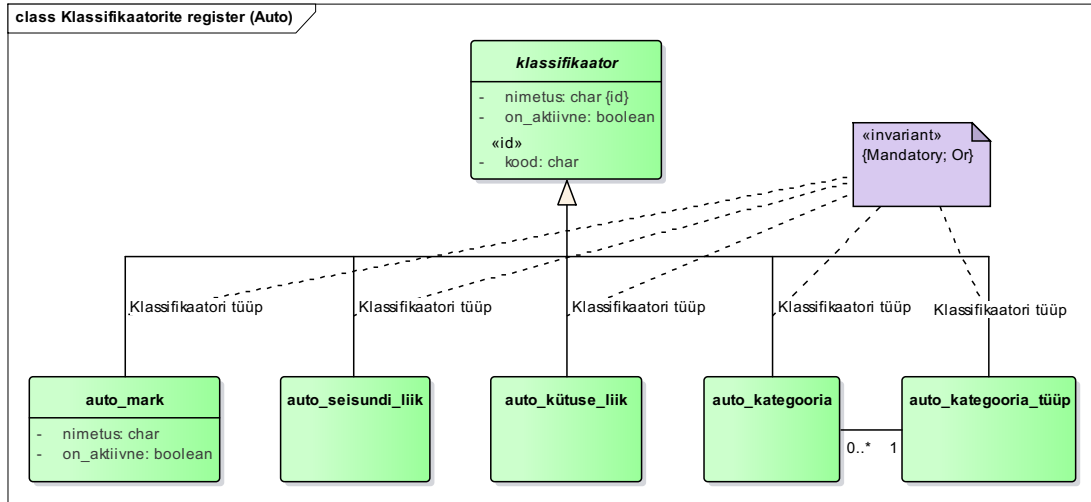 class Klassifikaatorite register (Auto)
klassifikaator
- nimetus: char {id}
- on_aktiivne: boolean
«id»
- kood: char
«invariant»
{Mandatory; Or}
Klassifikaatori tüüp
Klassifikaatori tüüp
Klassifikaatori tüüp
Klassifikaatori tüüp
Klassifikaatori tüüp
auto_mark
- nimetus: char
- on_aktiivne: boolean
auto_seisundi_liik
auto_kütuse_liik
auto_kategooria
auto_kategooria_tüüp
0..* 1